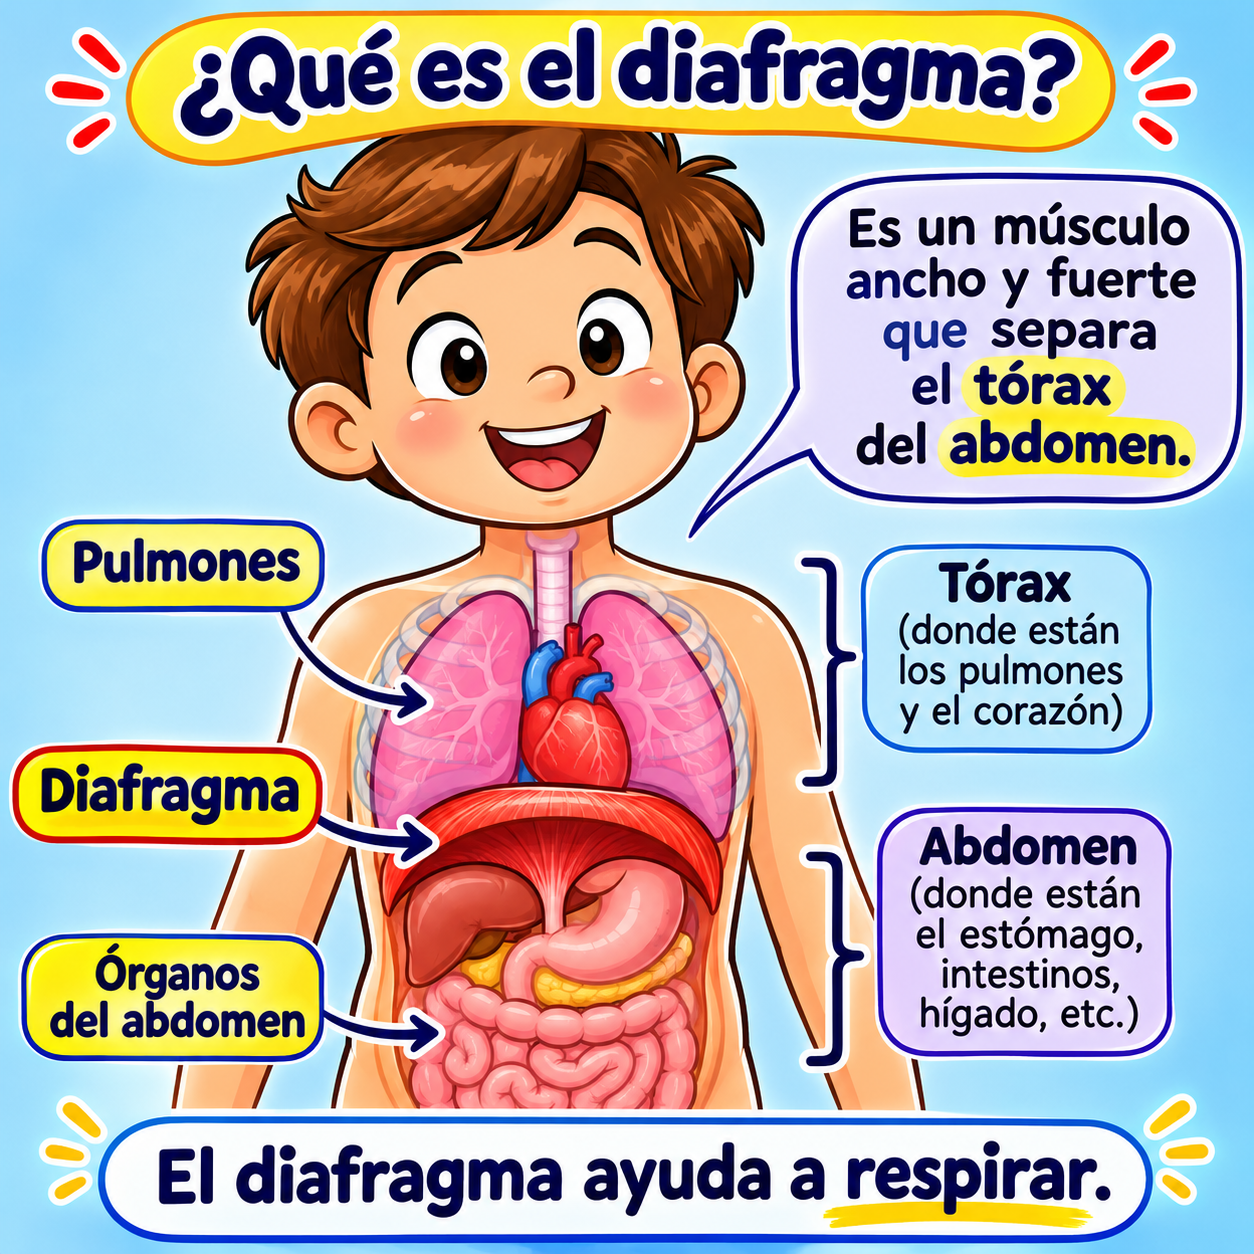 ¿Qué es el diafragma?
Es un músculo
ancho y fuerte
que separa
el tórax
del abdomen.
Pulmones
Tórax
(donde están
los pulmones
y el corazón)
Diafragma
Abdomen
(donde están
el estómago,
intestinos,
hígado, etc.)
Órganos
del abdomen
El diafragma ayuda a respirar.